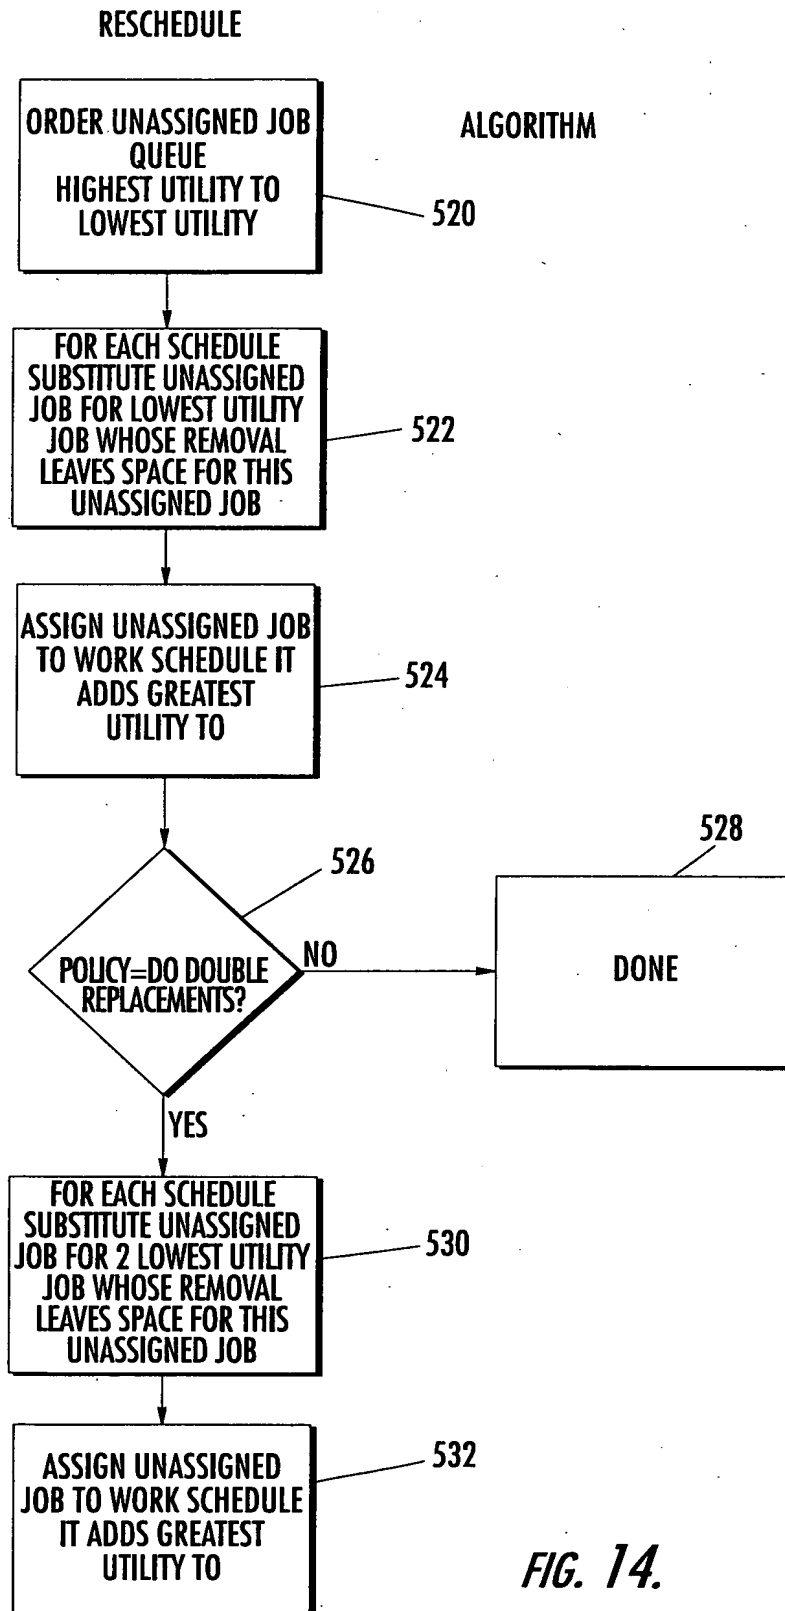 RESCHEDULE
ALGORITHM
ORDER UNASSIGNED JOB
QUEUE
HIGHEST UTILITY TO
LOWEST UTILITY
520
FOR EACH SCHEDULE
SUBSTITUTE UNASSIGNED
JOB FOR LOWEST UTILITY
JOB WHOSE REMOVAL
LEAVES SPACE FOR THIS
UNASSIGNED JOB
522
ASSIGN UNASSIGNED JOB
TO WORK SCHEDULE IT
ADDS GREATEST
UTILITY TO
524
POLICY=DO DOUBLE
REPLACEMENTS?
526
NO
528
DONE
YES
FOR EACH SCHEDULE
SUBSTITUTE UNASSIGNED
JOB FOR 2 LOWEST UTILITY
JOB WHOSE REMOVAL
LEAVES SPACE FOR THIS
UNASSIGNED JOB
530
ASSIGN UNASSIGNED
JOB TO WORK SCHEDULE
IT ADDS GREATEST
UTILITY TO
532
FIG. 14.